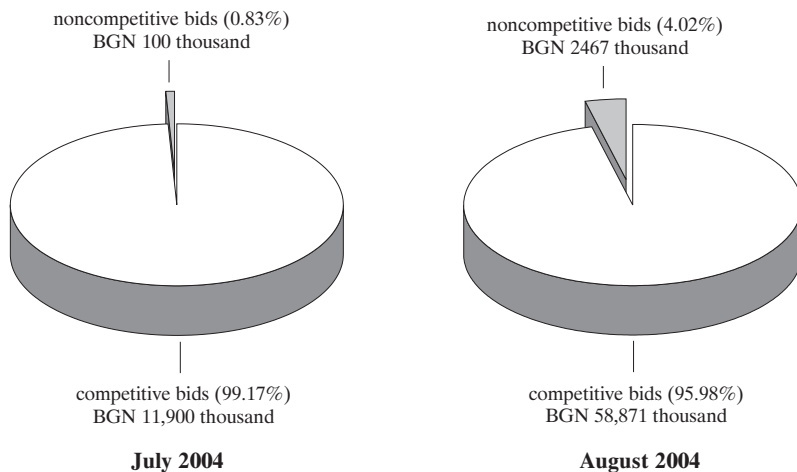 noncompetitive bids (0.83%)
BGN 100 thousand
competitive bids (99.17%)
BGN 11,900 thousand
July 2004
noncompetitive bids (4.02%)
BGN 2467 thousand
competitive bids (95.98%)
BGN 58,871 thousand
August 2004